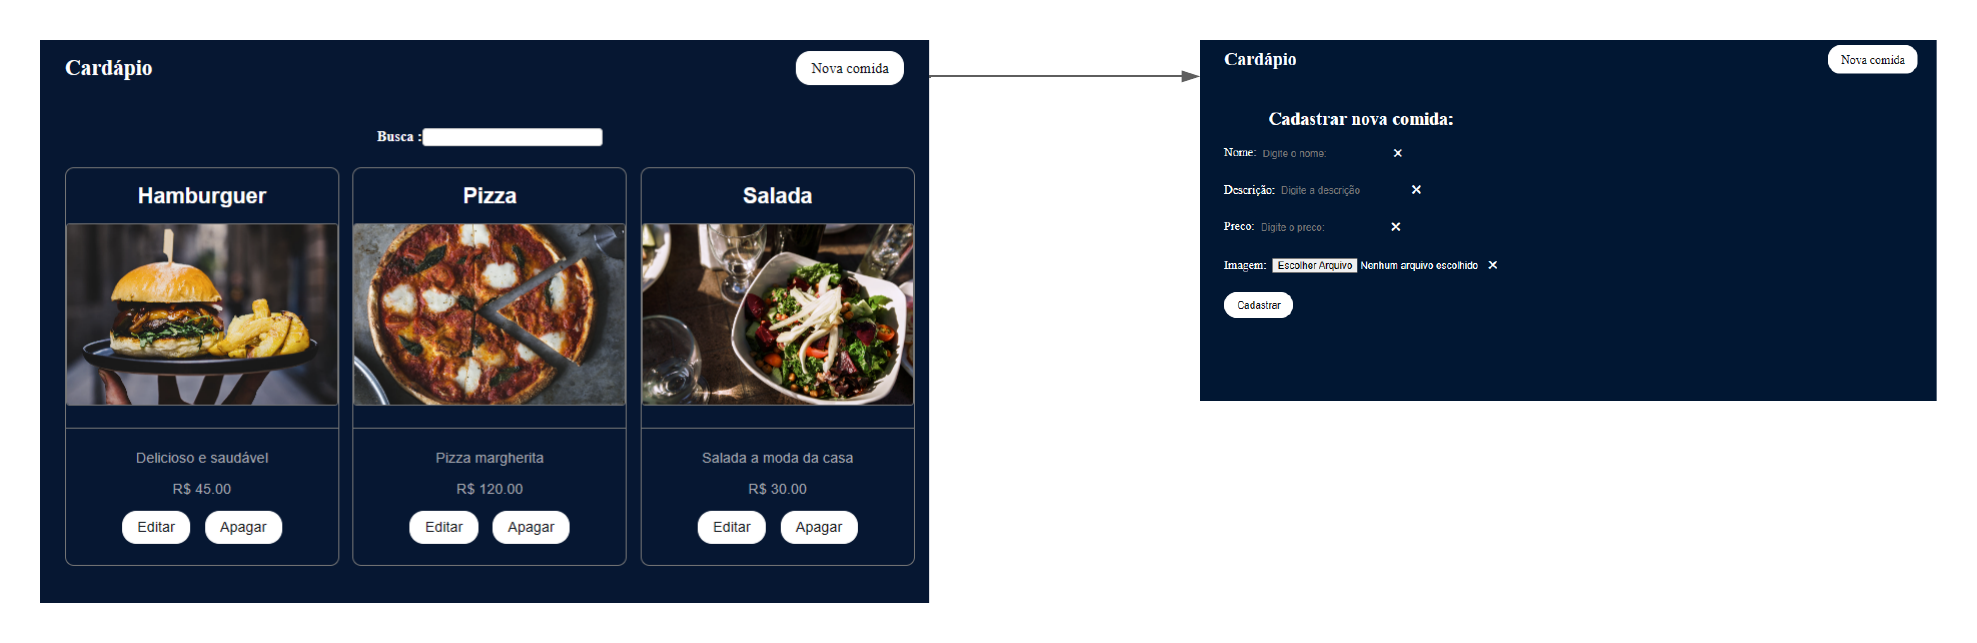 Cardápio
Nova comida
Busca :
Hamburguer
Pizza
Salada
Delicioso e saudável
Pizza margherita
Salada a moda da casa
R$ 45.00
R$ 120.00
R$ 30.00
Editar
Apagar
Editar
Apagar
Editar
Apagar
Cardápio
Nova comida
Cadastrar nova comida:
Nome: Digite o nome: ×
Descrição: Digite a descrição ×
Preco: Digite o preco: ×
Imagem: Escolher Arquivo Nenhum arquivo escolhido ×
Cadastrar